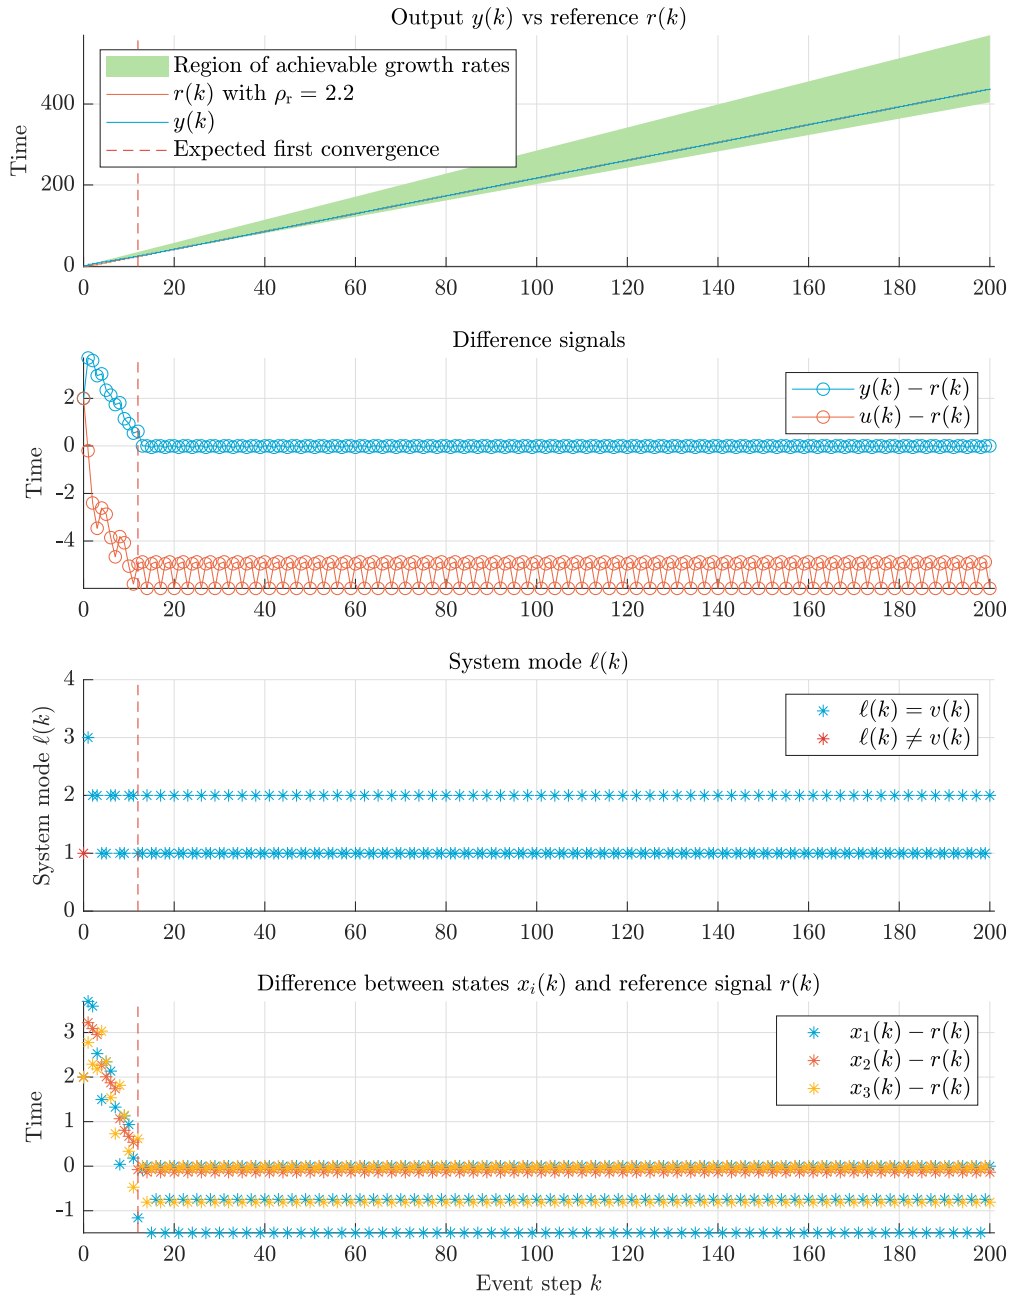 Output y(k) vs reference r(k)
Region of achievable growth rates
r(k) with ρr = 2.2
y(k)
Expected first convergence
Time
400
200
0
0 20 40 60 80 100 120 140 160 180 200
Difference signals
y(k) − r(k)
u(k) − r(k)
Time
2
0
-2
-4
0 20 40 60 80 100 120 140 160 180 200
System mode ℓ(k)
ℓ(k) = v(k)
ℓ(k) ≠ v(k)
System mode ℓ(k)
4
3
2
1
0
0 20 40 60 80 100 120 140 160 180 200
Difference between states xi(k) and reference signal r(k)
x1(k) − r(k)
x2(k) − r(k)
x3(k) − r(k)
Time
3
2
1
0
-1
0 20 40 60 80 100 120 140 160 180 200
Event step k